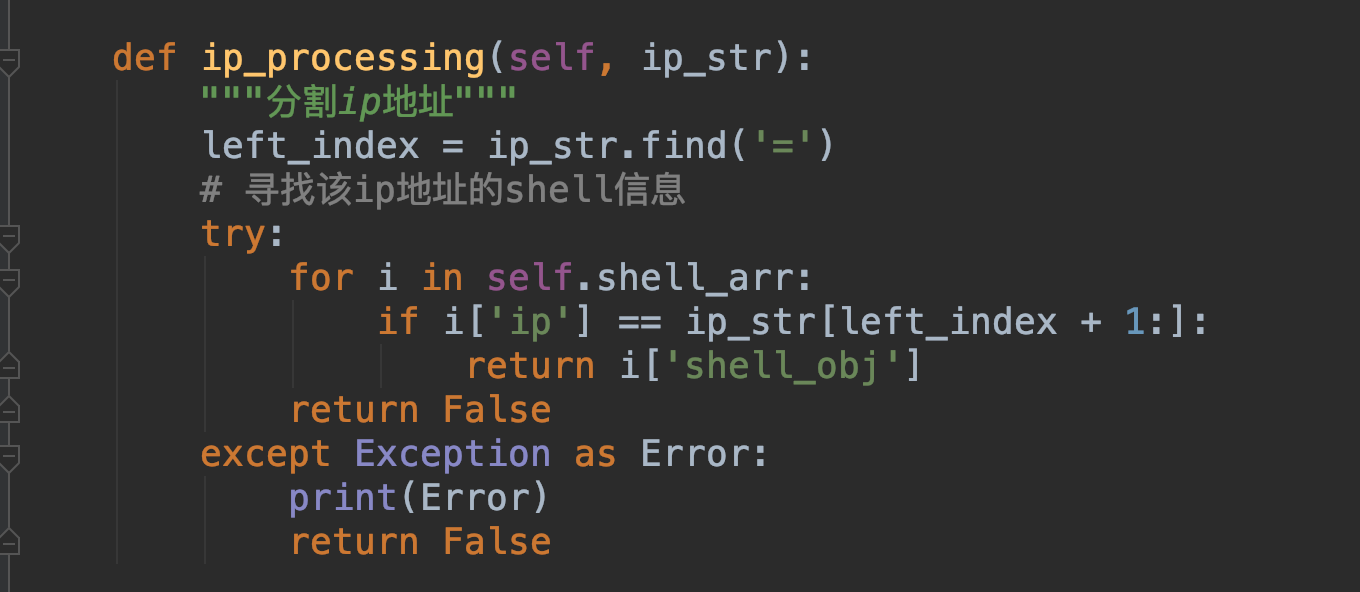 def ip_processing(self, ip_str):
"""分割ip地址"""
left_index = ip_str.find('=')
# 寻找该ip地址的shell信息
try:
for i in self.shell_arr:
if i['ip'] == ip_str[left_index + 1:]:
return i['shell_obj']
return False
except Exception as Error:
print(Error)
return False